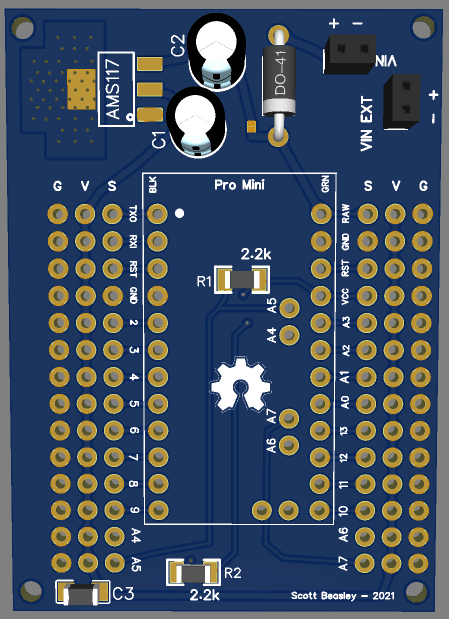 C2
+ -
DO-41
VIN
AMS117
+
-
VIN EXT
C1
G V S
BLK
Pro Mini
GRN
S V G
TXO
RAW
RXI
GND
RST
RST
GND
VCC
2.2k
R1
A5
2
A3
A4
3
A2
4
A1
5
A0
A7
6
13
A6
7
12
8
11
9
10
A4
A6
A5
A7
R2
2.2k
C3
Scott Beasley - 2021